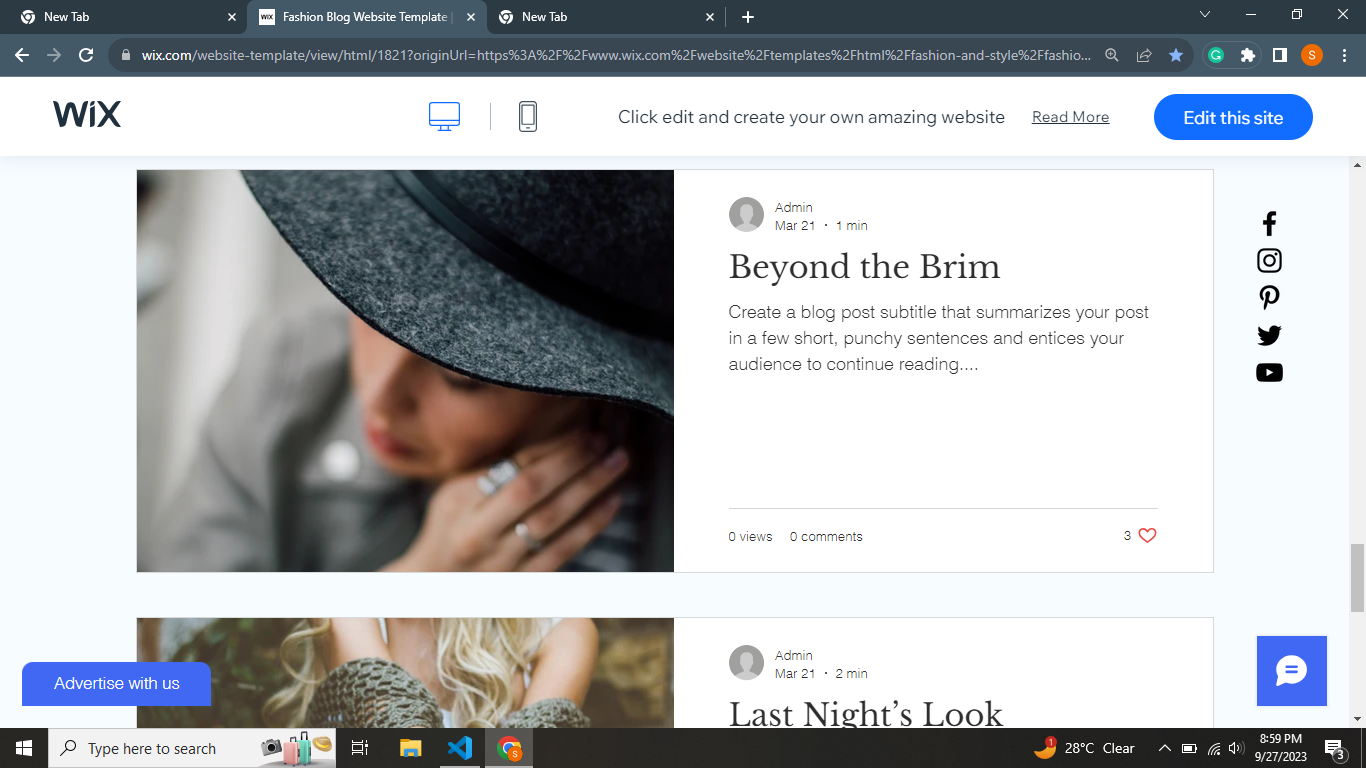 New Tab
WiX
Fashion Blog Website Template |
New Tab
wix.com/website-template/view/html/1821?originUrl=https%3A%2F%2Fwww.wix.com%2Fwebsite%2Ftemplates%2Fhtml%2Ffashion-and-style%2Ffashio...
G
S
WiX
Click edit and create your own amazing website
Read More
Edit this site
Admin
Mar 21 · 1 min
Beyond the Brim
Create a blog post subtitle that summarizes your post
in a few short, punchy sentences and entices your
audience to continue reading....
0 views
0 comments
3
Admin
Mar 21 · 2 min
Last Night's Look
Advertise with us
Type here to search
S
1
28°C Clear
8:59 PM
9/27/2023
3